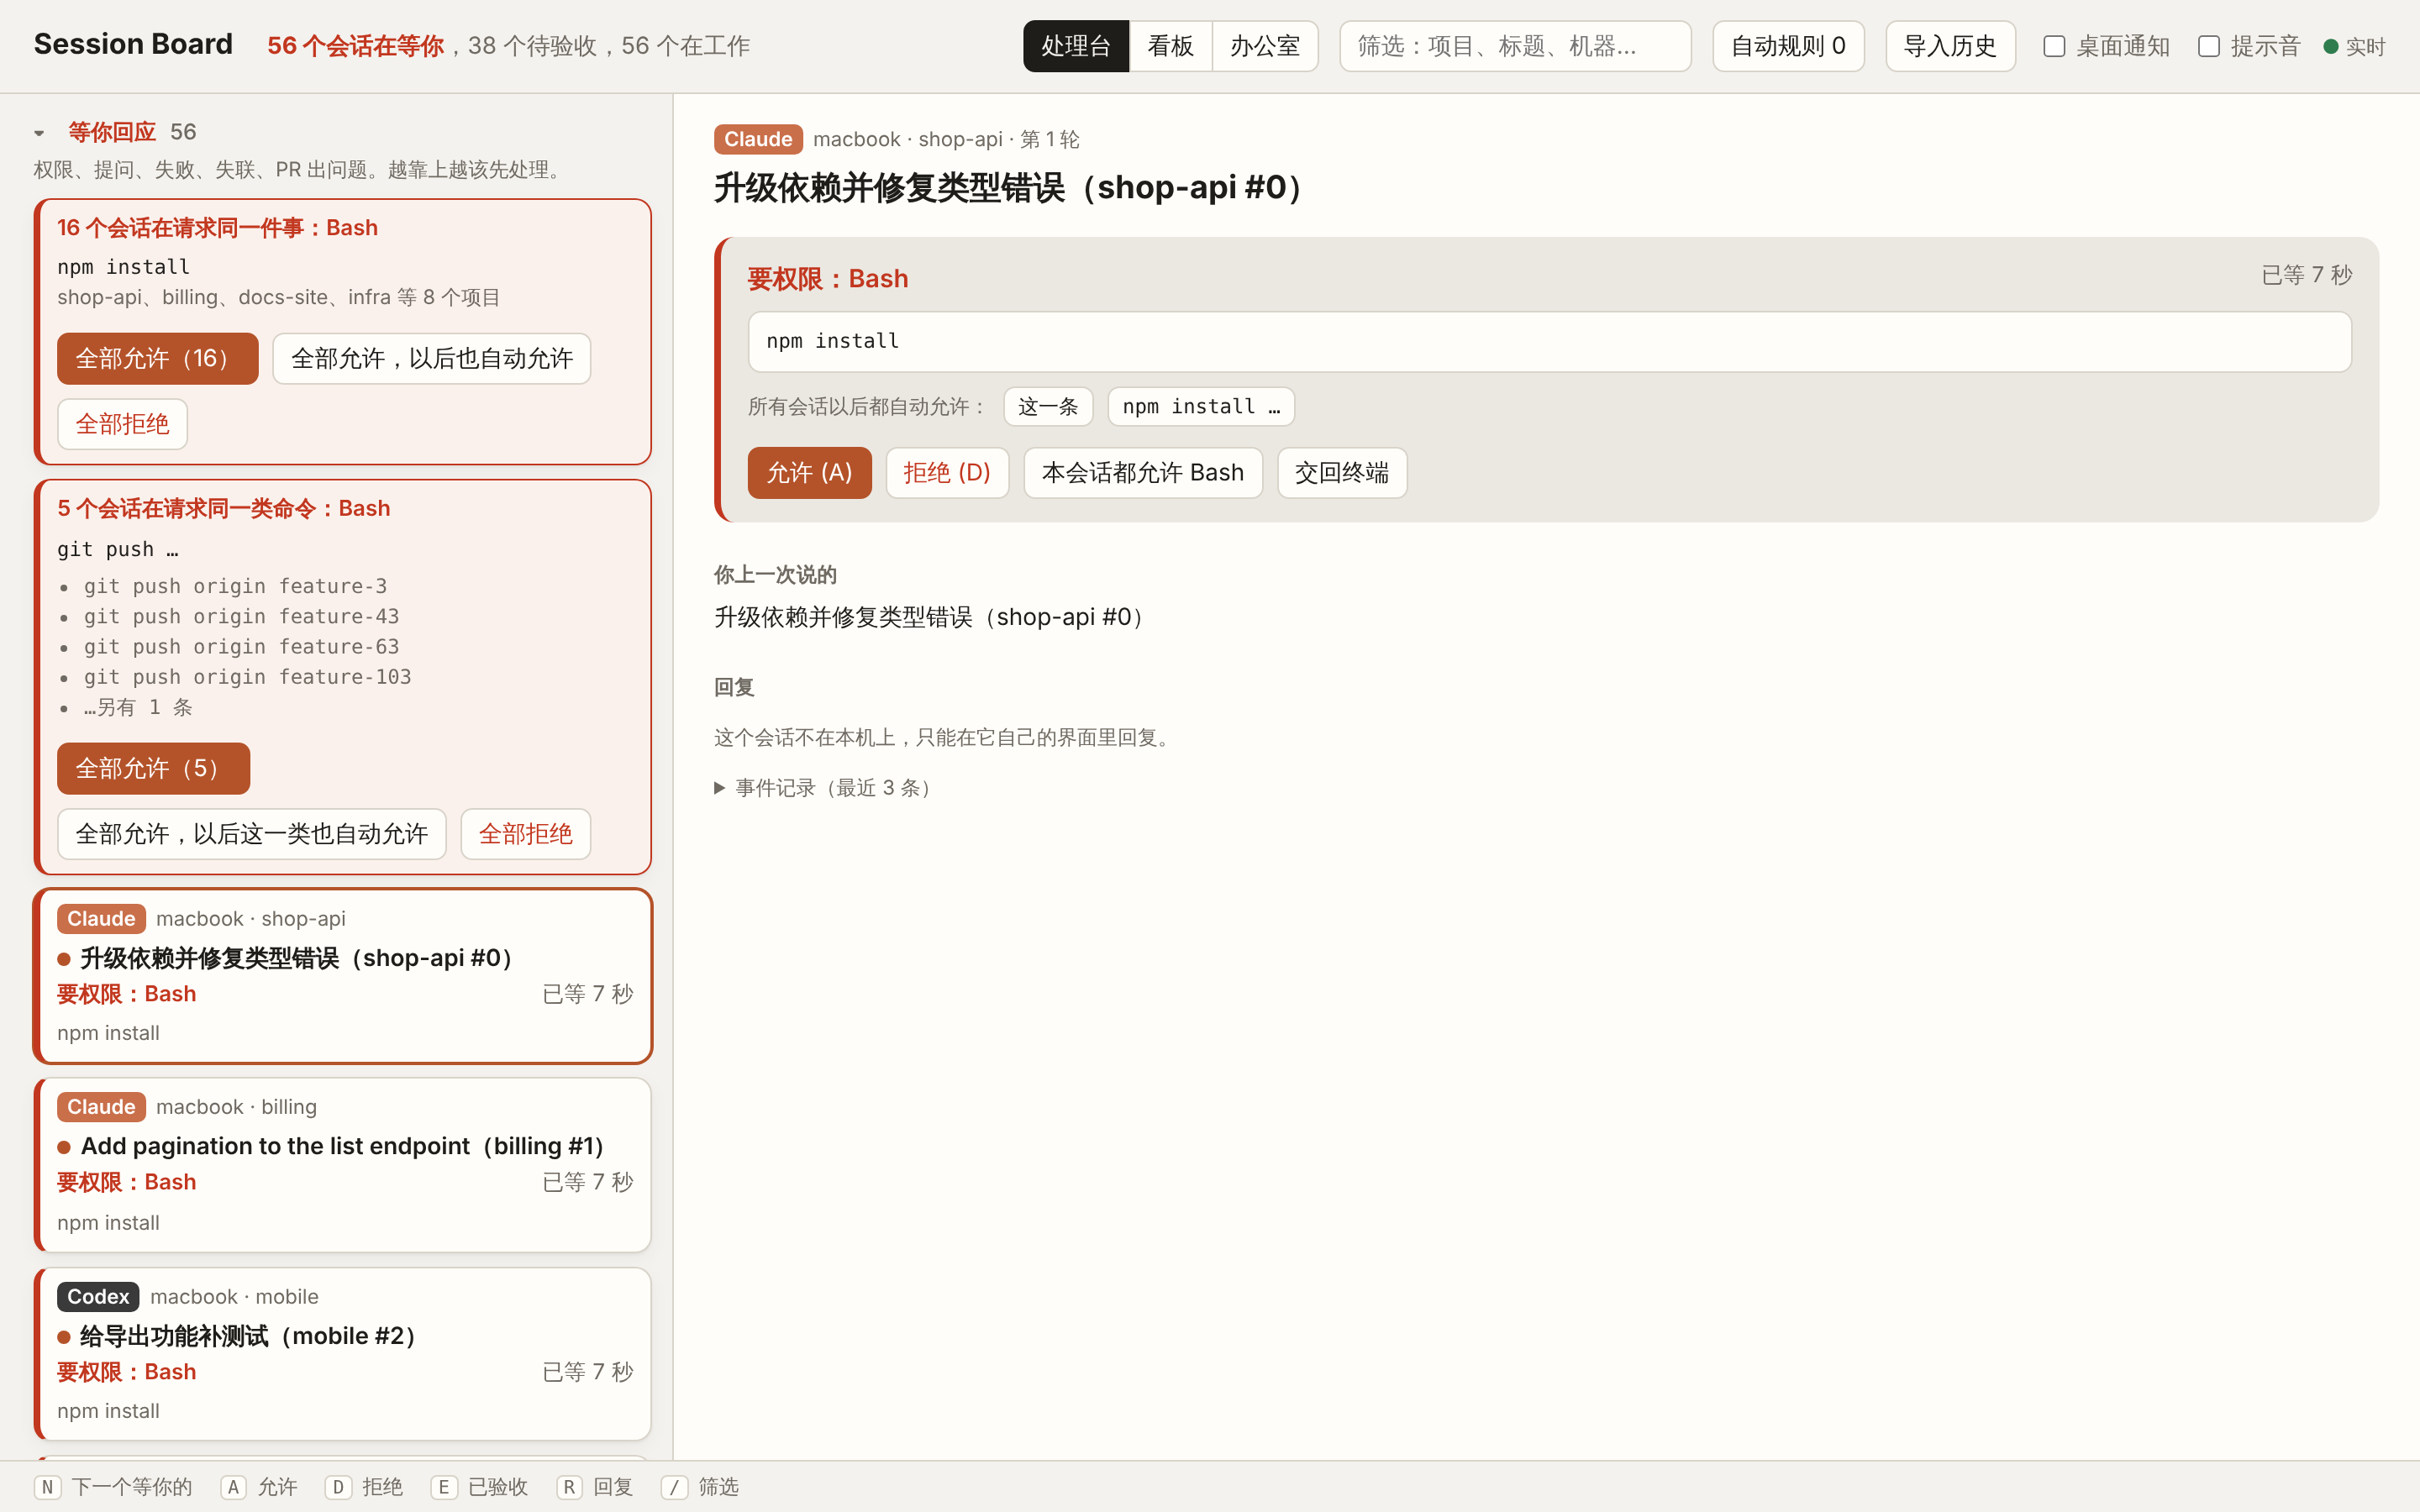 Session Board
56 个会话在等你，38 个待验收，56 个在工作
处理台 看板 办公室
筛选：项目、标题、机器…
自动规则 0
导入历史
桌面通知
提示音
实时
等你回应 56
权限、提问、失败、失联、PR 出问题。越靠上越该先处理。
16 个会话在请求同一件事：Bash
npm install
shop-api、billing、docs-site、infra 等 8 个项目
全部允许（16） 全部允许，以后也自动允许
全部拒绝
5 个会话在请求同一类命令：Bash
git push …
git push origin feature-3
git push origin feature-43
git push origin feature-63
git push origin feature-103
…另有 1 条
全部允许（5）
全部允许，以后这一类也自动允许 全部拒绝
Claude macbook · shop-api
升级依赖并修复类型错误（shop-api #0）
要权限：Bash 已等 7 秒
npm install
Claude macbook · billing
Add pagination to the list endpoint（billing #1）
要权限：Bash 已等 7 秒
npm install
Codex macbook · mobile
给导出功能补测试（mobile #2）
要权限：Bash 已等 7 秒
npm install
Claude macbook · shop-api · 第 1 轮
升级依赖并修复类型错误（shop-api #0）
要权限：Bash 已等 7 秒
npm install
所有会话以后都自动允许： 这一条 npm install …
允许 (A) 拒绝 (D) 本会话都允许 Bash 交回终端
你上一次说的
升级依赖并修复类型错误（shop-api #0）
回复
这个会话不在本机上，只能在它自己的界面里回复。
事件记录（最近 3 条）
N 下一个等你的 A 允许 D 拒绝 E 已验收 R 回复 / 筛选